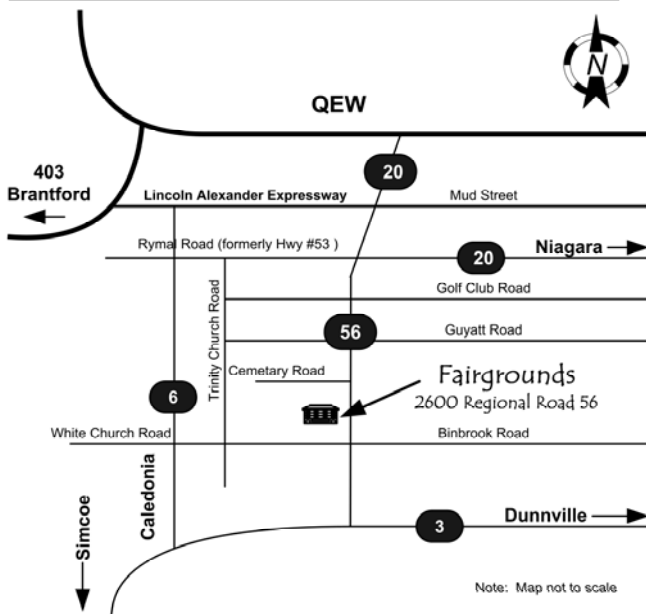 N
QEW
20
403
Brantford
Lincoln Alexander Expressway
Mud Street
Rymal Road (formerly Hwy #53 )
20
Niagara
Golf Club Road
Trinity Church Road
56
Guyatt Road
Cemetary Road
Fairgrounds
2600 Regional Road 56
6
White Church Road
Binbrook Road
Caledonia
Simcoe
3
Dunnville
Note: Map not to scale